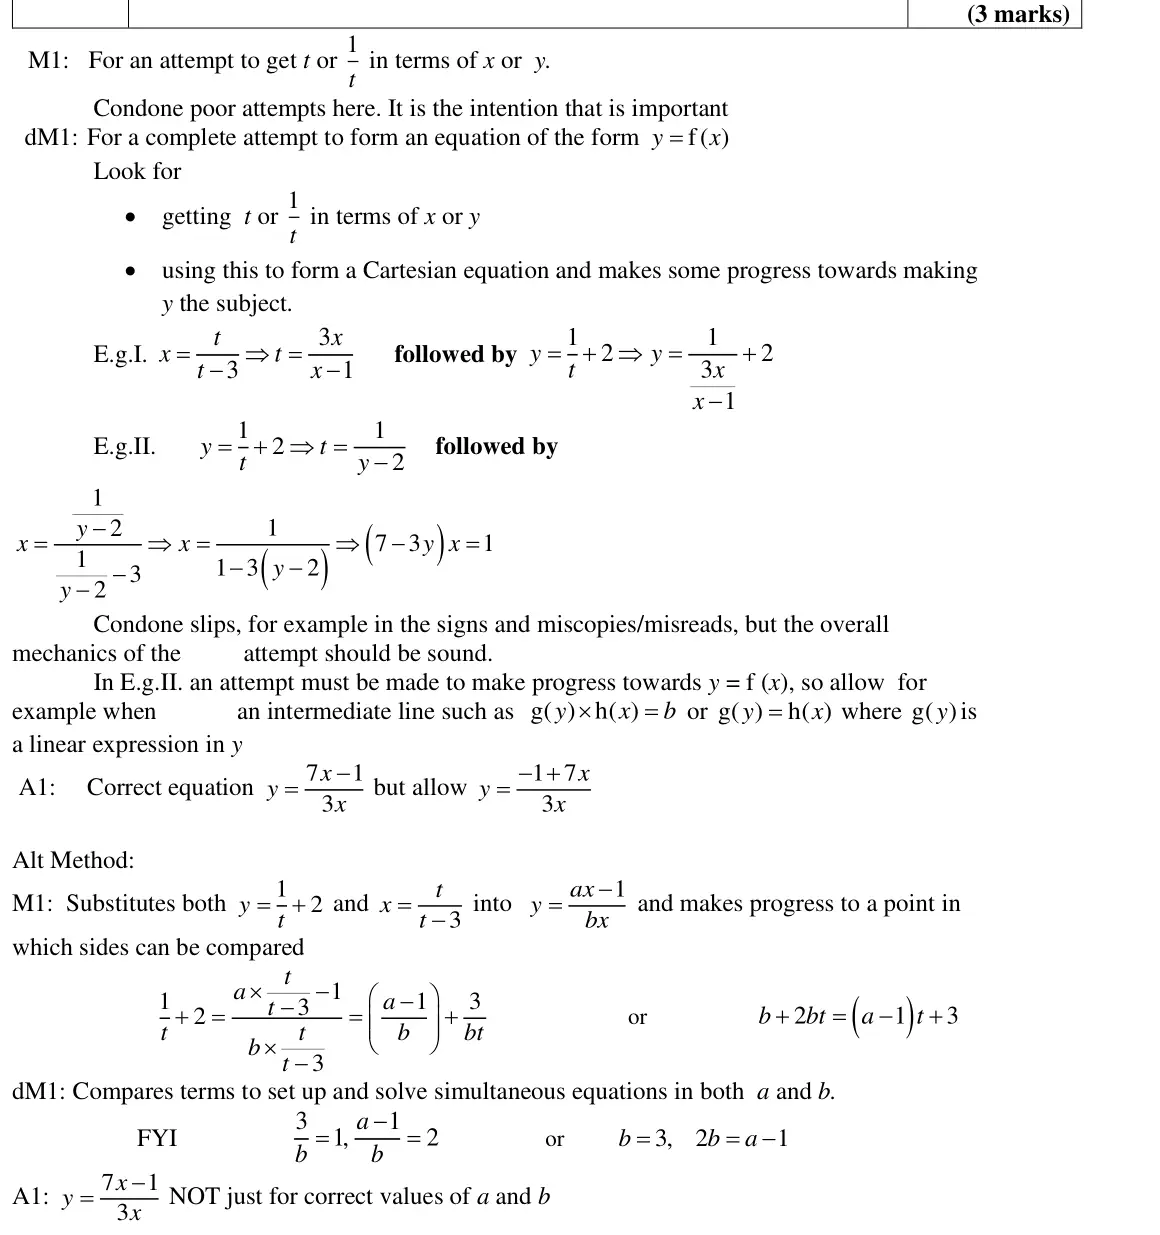 (3 marks)
M1: For an attempt to get t or 1/t in terms of x or y.
Condone poor attempts here. It is the intention that is important
dM1: For a complete attempt to form an equation of the form y = f(x)
Look for
• getting t or 1/t in terms of x or y
• using this to form a Cartesian equation and makes some progress towards making
y the subject.
E.g.I. x = t/(t−3) ⇒ t = 3x/(x−1) followed by y = 1/t + 2 ⇒ y = 1/(3x/(x−1)) + 2
E.g.II. y = 1/t + 2 ⇒ t = 1/(y−2) followed by
x = (1/(y−2))/(1/(y−2) − 3) ⇒ x = 1/(1−3(y−2)) ⇒ (7−3y)x = 1
Condone slips, for example in the signs and miscopies/misreads, but the overall
mechanics of the attempt should be sound.
In E.g.II. an attempt must be made to make progress towards y = f (x), so allow for
example when an intermediate line such as g(y)×h(x) = b or g(y) = h(x) where g(y) is
a linear expression in y
A1: Correct equation y = (7x−1)/3x but allow y = (−1+7x)/3x
Alt Method:
M1: Substitutes both y = 1/t + 2 and x = t/(t−3) into y = (ax−1)/bx and makes progress to a point in
which sides can be compared
1/t + 2 = (a× t/(t−3) −1)/(b× t/(t−3)) = ((a−1)/b) + 3/bt or b + 2bt = (a−1)t + 3
dM1: Compares terms to set up and solve simultaneous equations in both a and b.
FYI 3/b = 1, (a−1)/b = 2 or b = 3, 2b = a −1
A1: y = (7x−1)/3x NOT just for correct values of a and b